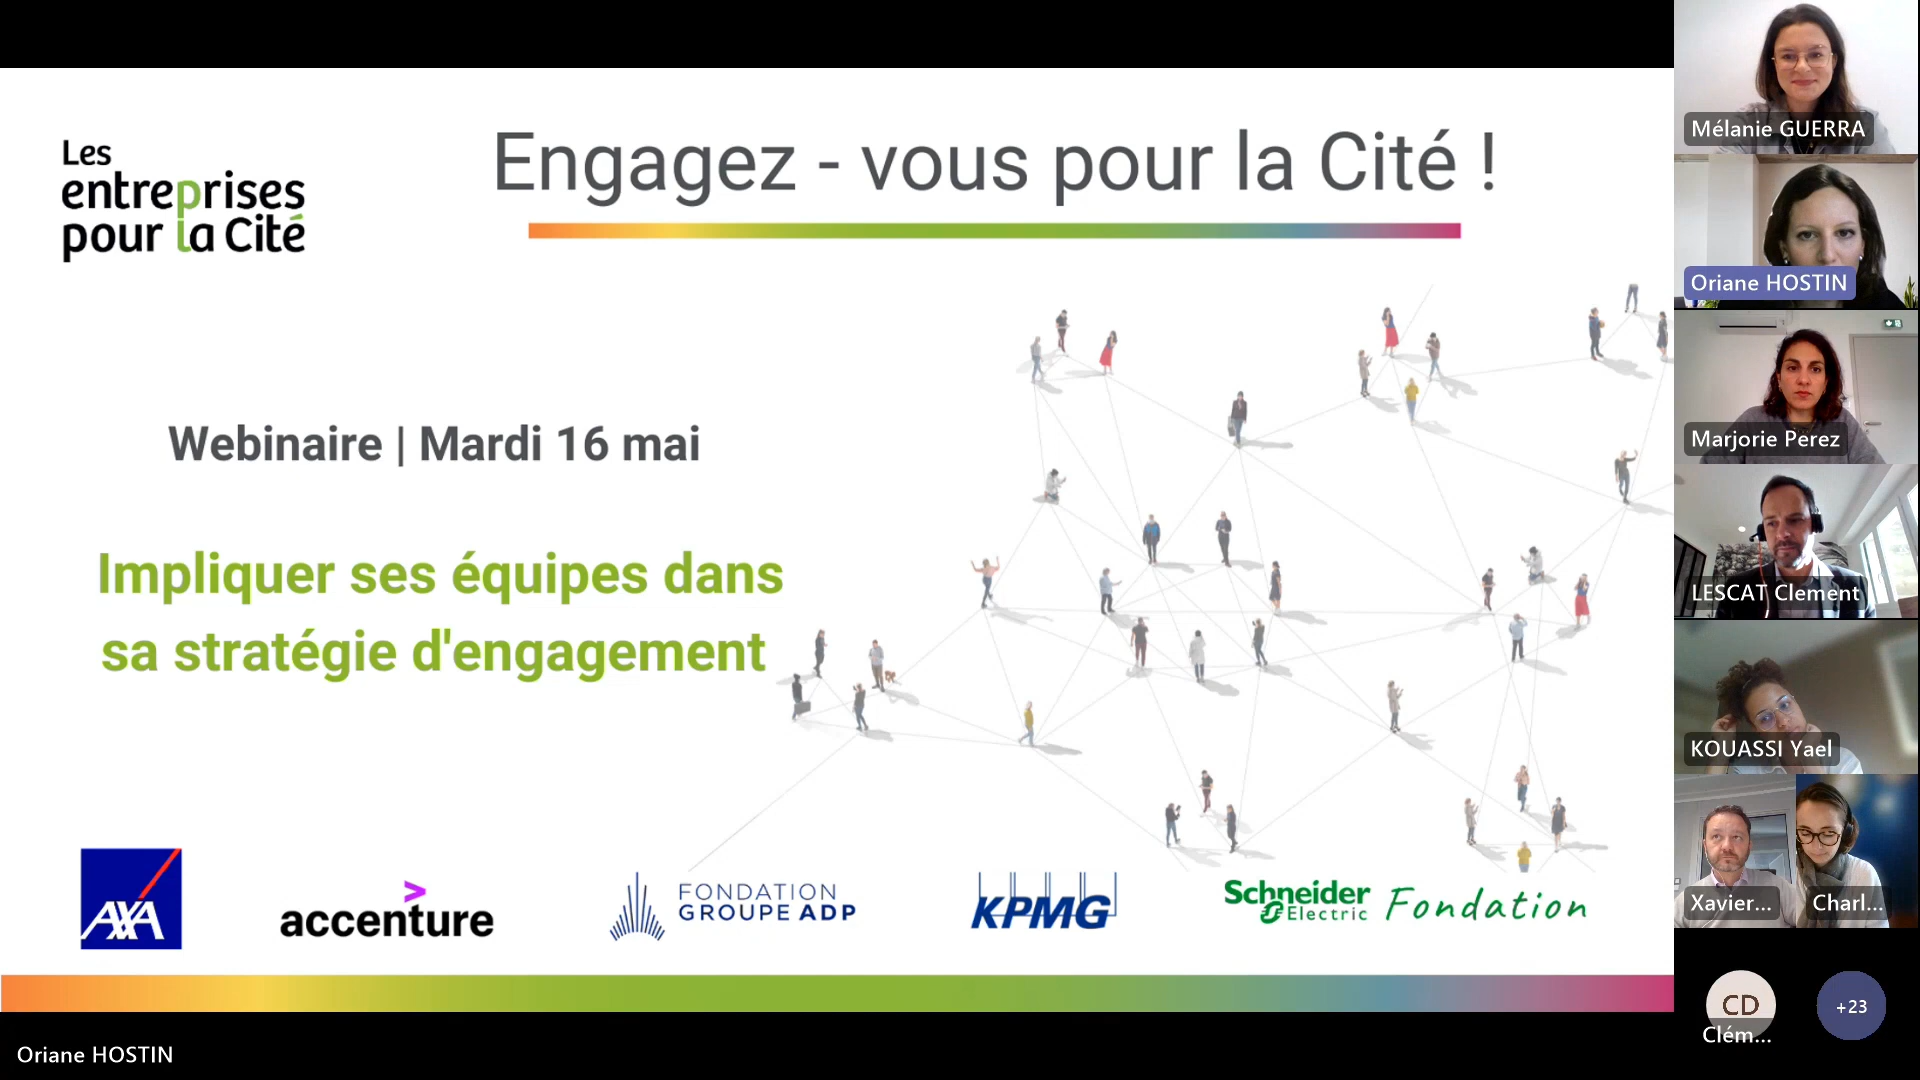 Les
entreprises
pour la Cité
Engagez - vous pour la Cité !
Webinaire | Mardi 16 mai
Impliquer ses équipes dans
sa stratégie d'engagement
AXA
>
accenture
FONDATION
GROUPE ADP
KPMG
Schneider
Electric
Fondation
Oriane HOSTIN
Mélanie GUERRA
Oriane HOSTIN
Marjorie Perez
LESCAT Clement
KOUASSI Yael
Xavier...
Charl...
CD
Clém...
+23